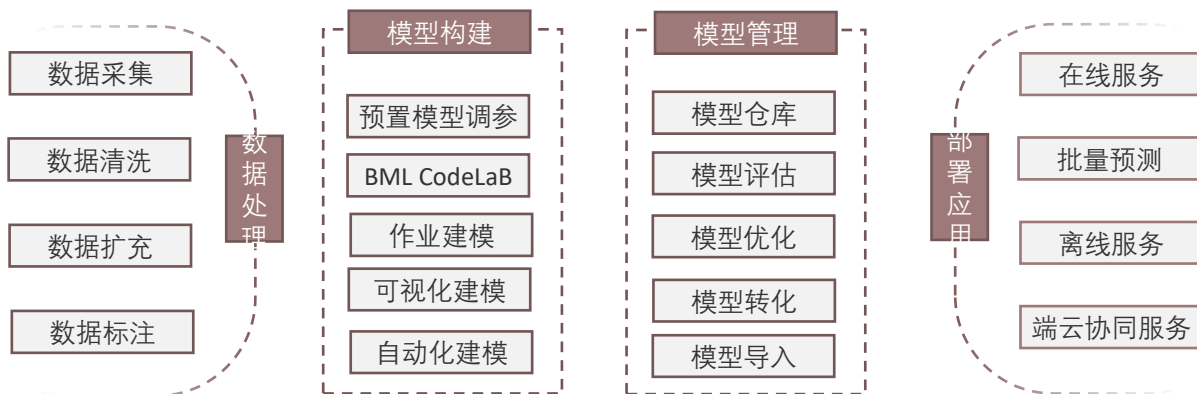 数据处理
数据采集
数据清洗
数据扩充
数据标注
模型构建
预置模型调参
BML CodeLaB
作业建模
可视化建模
自动化建模
模型管理
模型仓库
模型评估
模型优化
模型转化
模型导入
部署应用
在线服务
批量预测
离线服务
端云协同服务